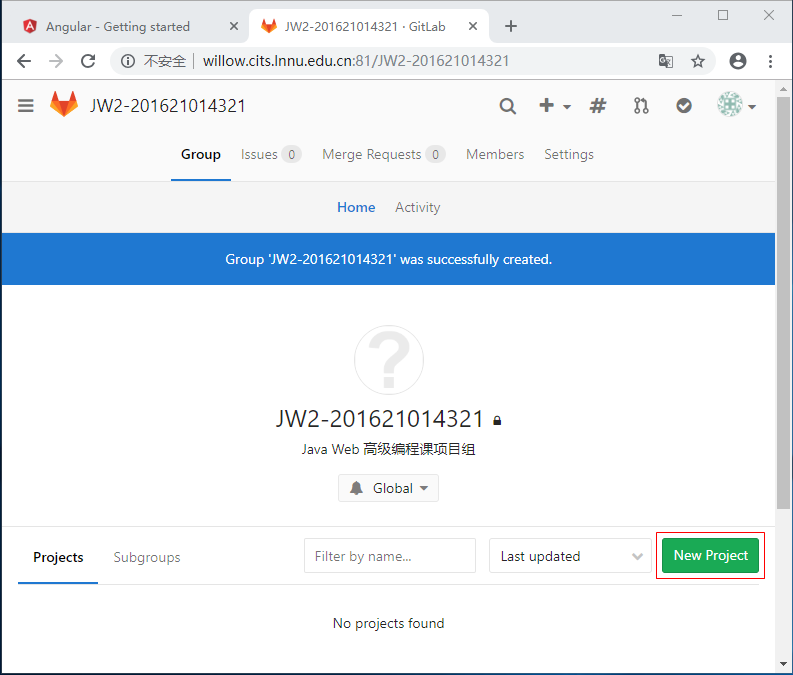 Angular - Getting started
JW2-201621014321 · GitLab
不安全 willow.cits.lnnu.edu.cn:81/JW2-201621014321
JW2-201621014321
Group Issues 0 Merge Requests 0 Members Settings
Home Activity
Group 'JW2-201621014321' was successfully created.
?
JW2-201621014321
Java Web 高级编程课项目组
Global
Projects Subgroups Filter by name... Last updated New Project
No projects found